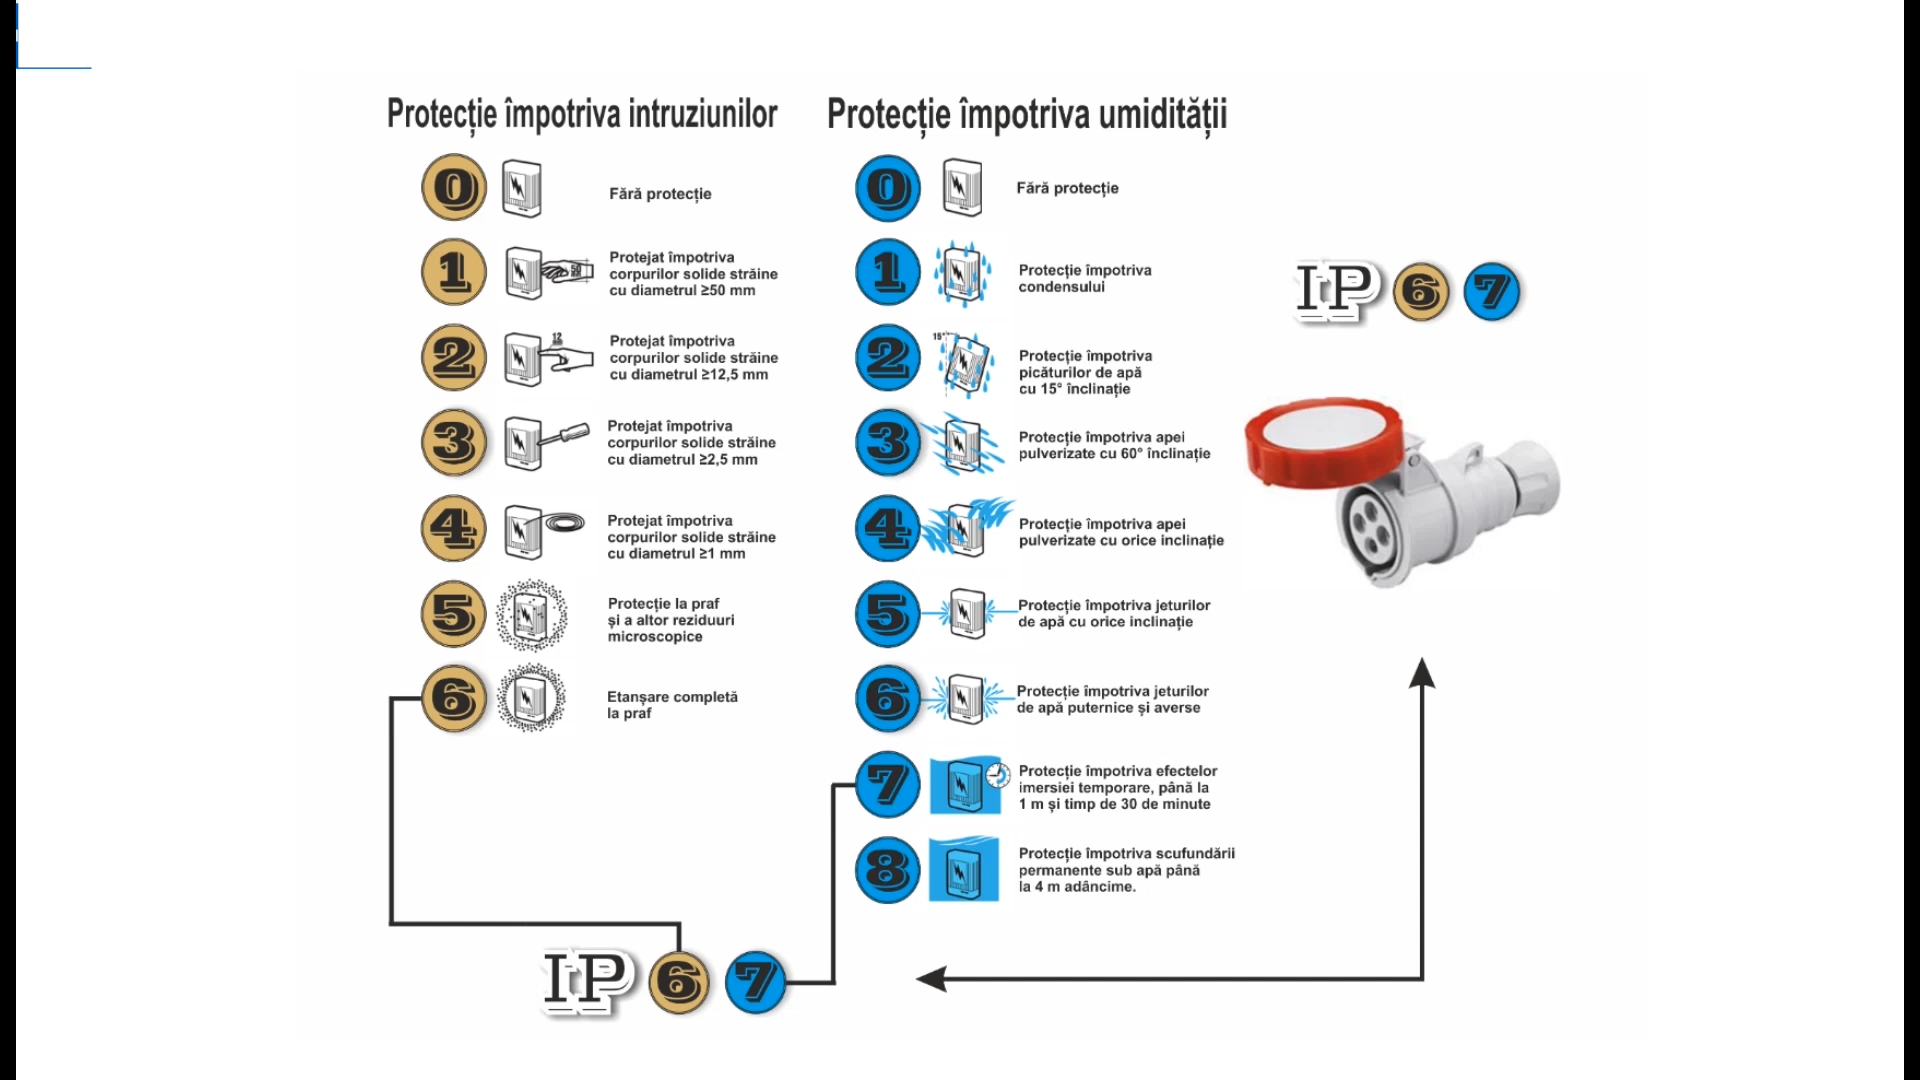 Protecție împotriva intruziunilor
0
Fără protecție
1
50
Protejat împotriva
corpurilor solide străine
cu diametrul ≥50 mm
2
12
Protejat împotriva
corpurilor solide străine
cu diametrul ≥12,5 mm
3
Protejat împotriva
corpurilor solide străine
cu diametrul ≥2,5 mm
4
Protejat împotriva
corpurilor solide străine
cu diametrul ≥1 mm
5
Protecție la praf
și a altor reziduuri
microscopice
6
Etanșare completă
la praf
Protecție împotriva umidității
0
Fără protecție
1
Protecție împotriva
condensului
2
15°
Protecție împotriva
picăturilor de apă
cu 15° înclinație
3
Protecție împotriva apei
pulverizate cu 60° înclinație
4
Protecție împotriva apei
pulverizate cu orice inclinație
5
Protecție împotriva jeturilor
de apă cu orice inclinație
6
Protecție împotriva jeturilor
de apă puternice și averse
7
Protecție împotriva efectelor
imersiei temporare, până la
1 m și timp de 30 de minute
8
Protecție împotriva scufundării
permanente sub apă până
la 4 m adâncime.
IP 6 7
IP 6 7